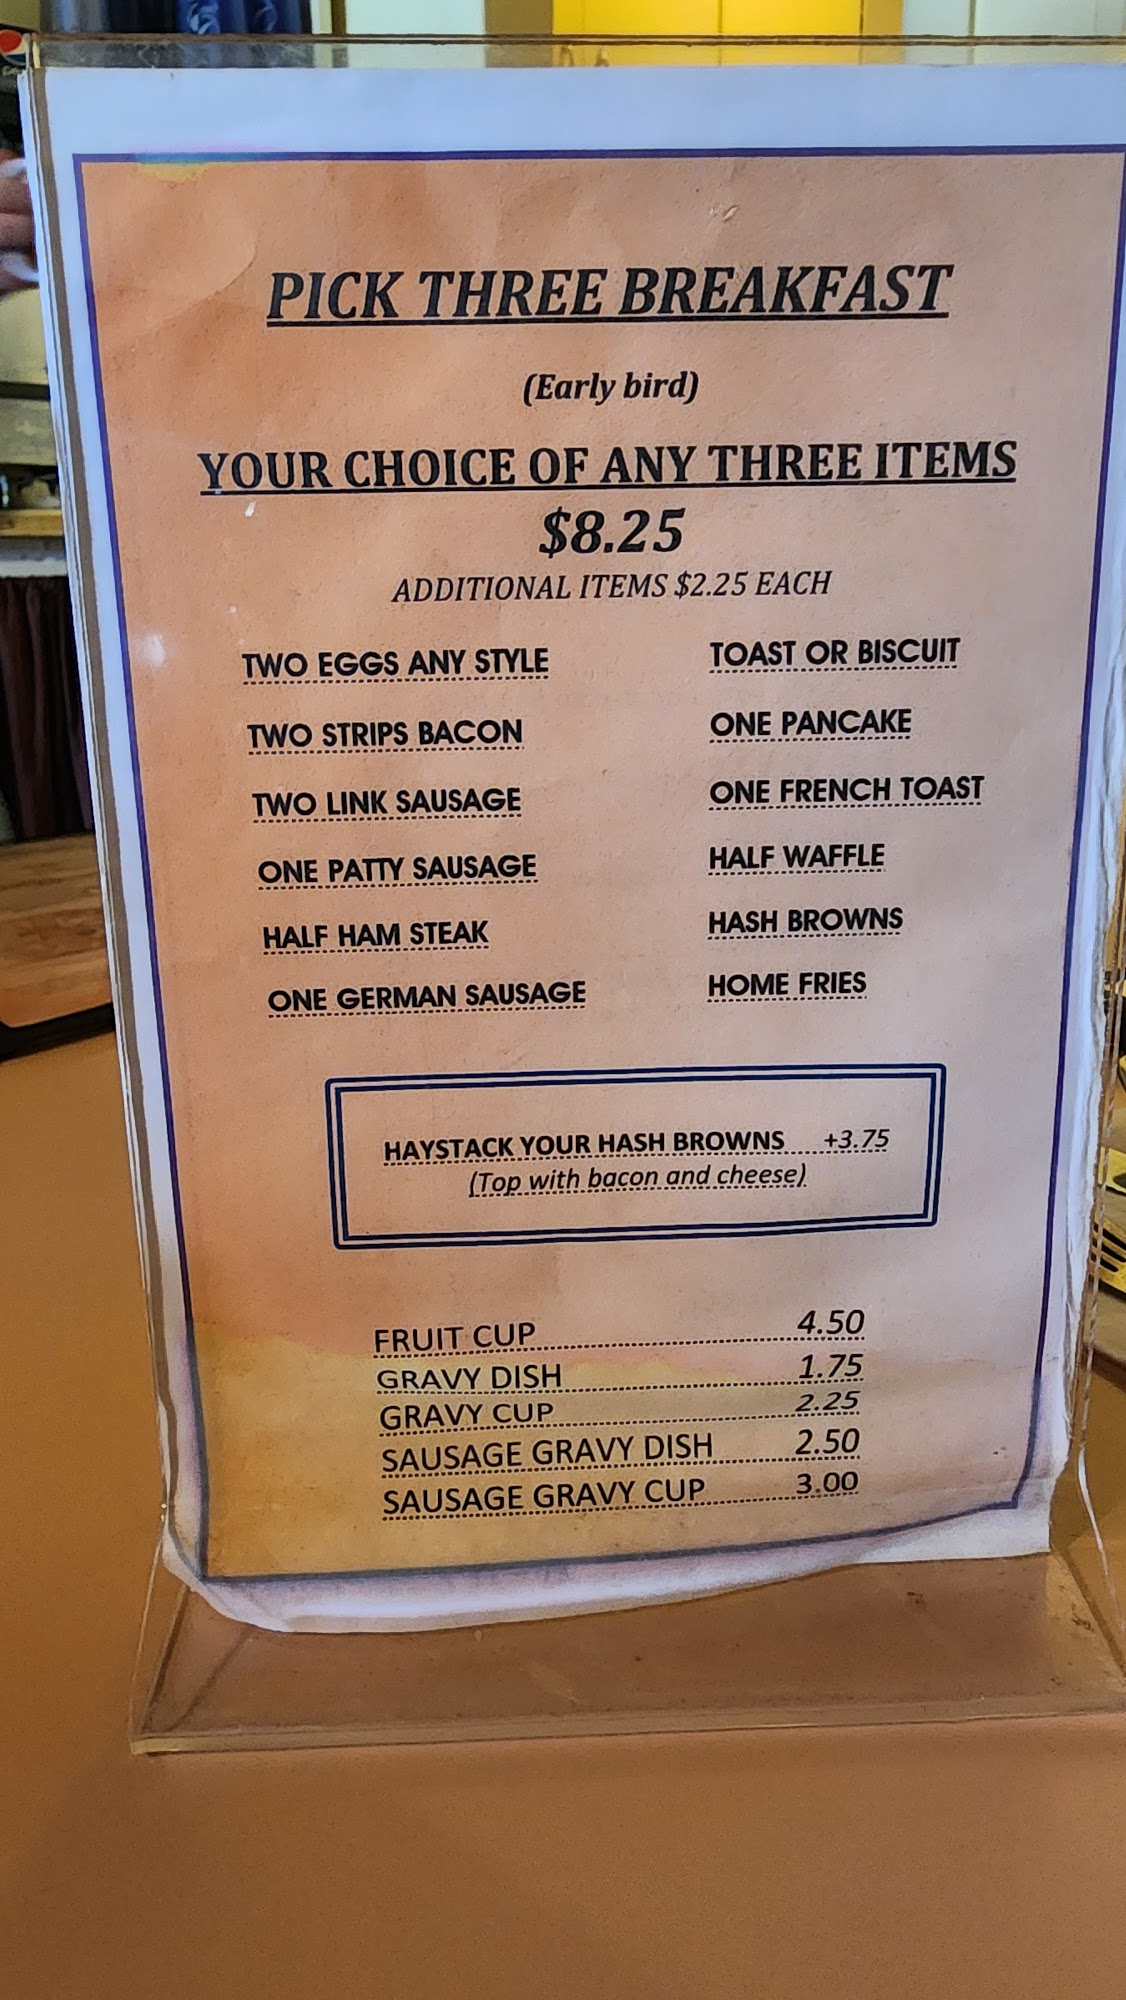 PICK THREE BREAKFAST
(Early bird)
YOUR CHOICE OF ANY THREE ITEMS
$8.25
ADDITIONAL ITEMS $2.25 EACH
TWO EGGS ANY STYLE
TWO STRIPS BACON
TWO LINK SAUSAGE
ONE PATTY SAUSAGE
HALF HAM STEAK
ONE GERMAN SAUSAGE
TOAST OR BISCUIT
ONE PANCAKE
ONE FRENCH TOAST
HALF WAFFLE
HASH BROWNS
HOME FRIES
HAYSTACK YOUR HASH BROWNS +3.75
(Top with bacon and cheese)
FRUIT CUP 4.50
GRAVY DISH 1.75
GRAVY CUP 2.25
SAUSAGE GRAVY DISH 2.50
SAUSAGE GRAVY CUP 3.00